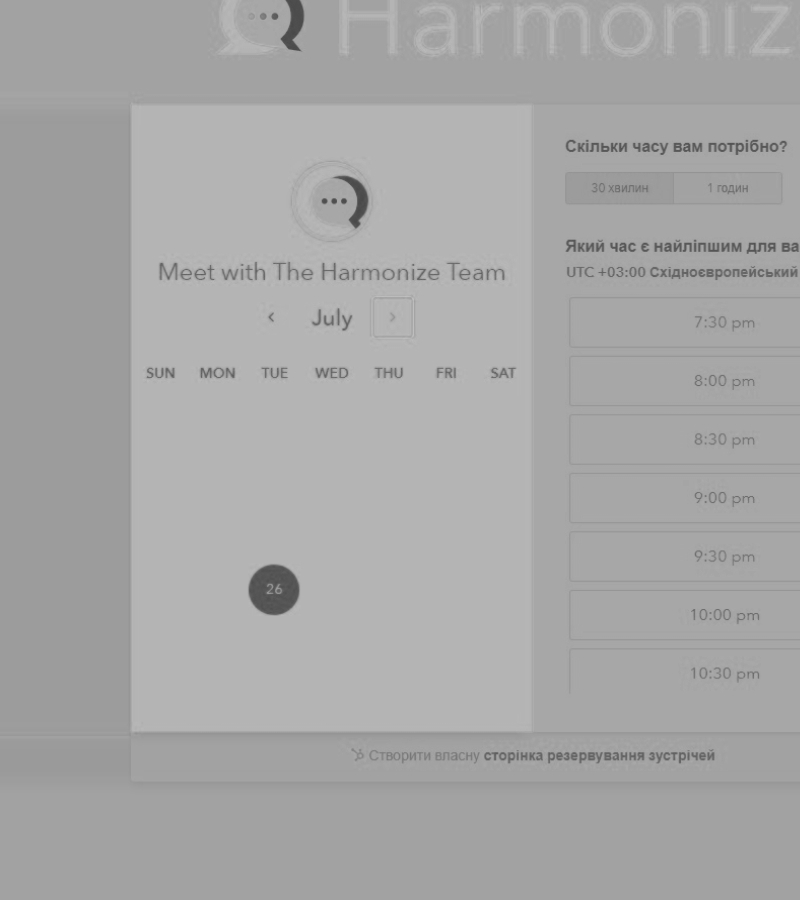 Harmoniz
Meet with The Harmonize Team
July
SUN MON TUE WED THU FRI SAT
26
Скільки часу вам потрібно?
30 хвилин 1 годин
Який час є найліпшим для ва
UTC +03:00 Східноєвропейський
7:30 pm
8:00 pm
8:30 pm
9:00 pm
9:30 pm
10:00 pm
10:30 pm
Створити власну сторінка резервування зустрічей